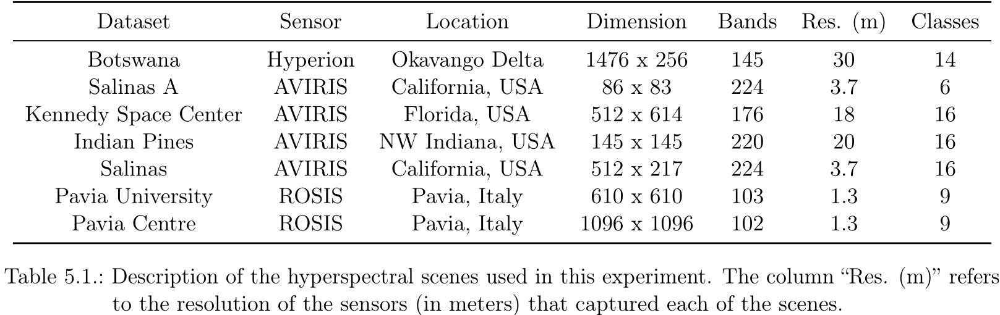 Dataset Sensor Location Dimension Bands Res. (m) Classes
Botswana Hyperion Okavango Delta 1476 x 256 145 30 14
Salinas A AVIRIS California, USA 86 x 83 224 3.7 6
Kennedy Space Center AVIRIS Florida, USA 512 x 614 176 18 16
Indian Pines AVIRIS NW Indiana, USA 145 x 145 220 20 16
Salinas AVIRIS California, USA 512 x 217 224 3.7 16
Pavia University ROSIS Pavia, Italy 610 x 610 103 1.3 9
Pavia Centre ROSIS Pavia, Italy 1096 x 1096 102 1.3 9
Table 5.1.: Description of the hyperspectral scenes used in this experiment. The column “Res. (m)” refers
to the resolution of the sensors (in meters) that captured each of the scenes.